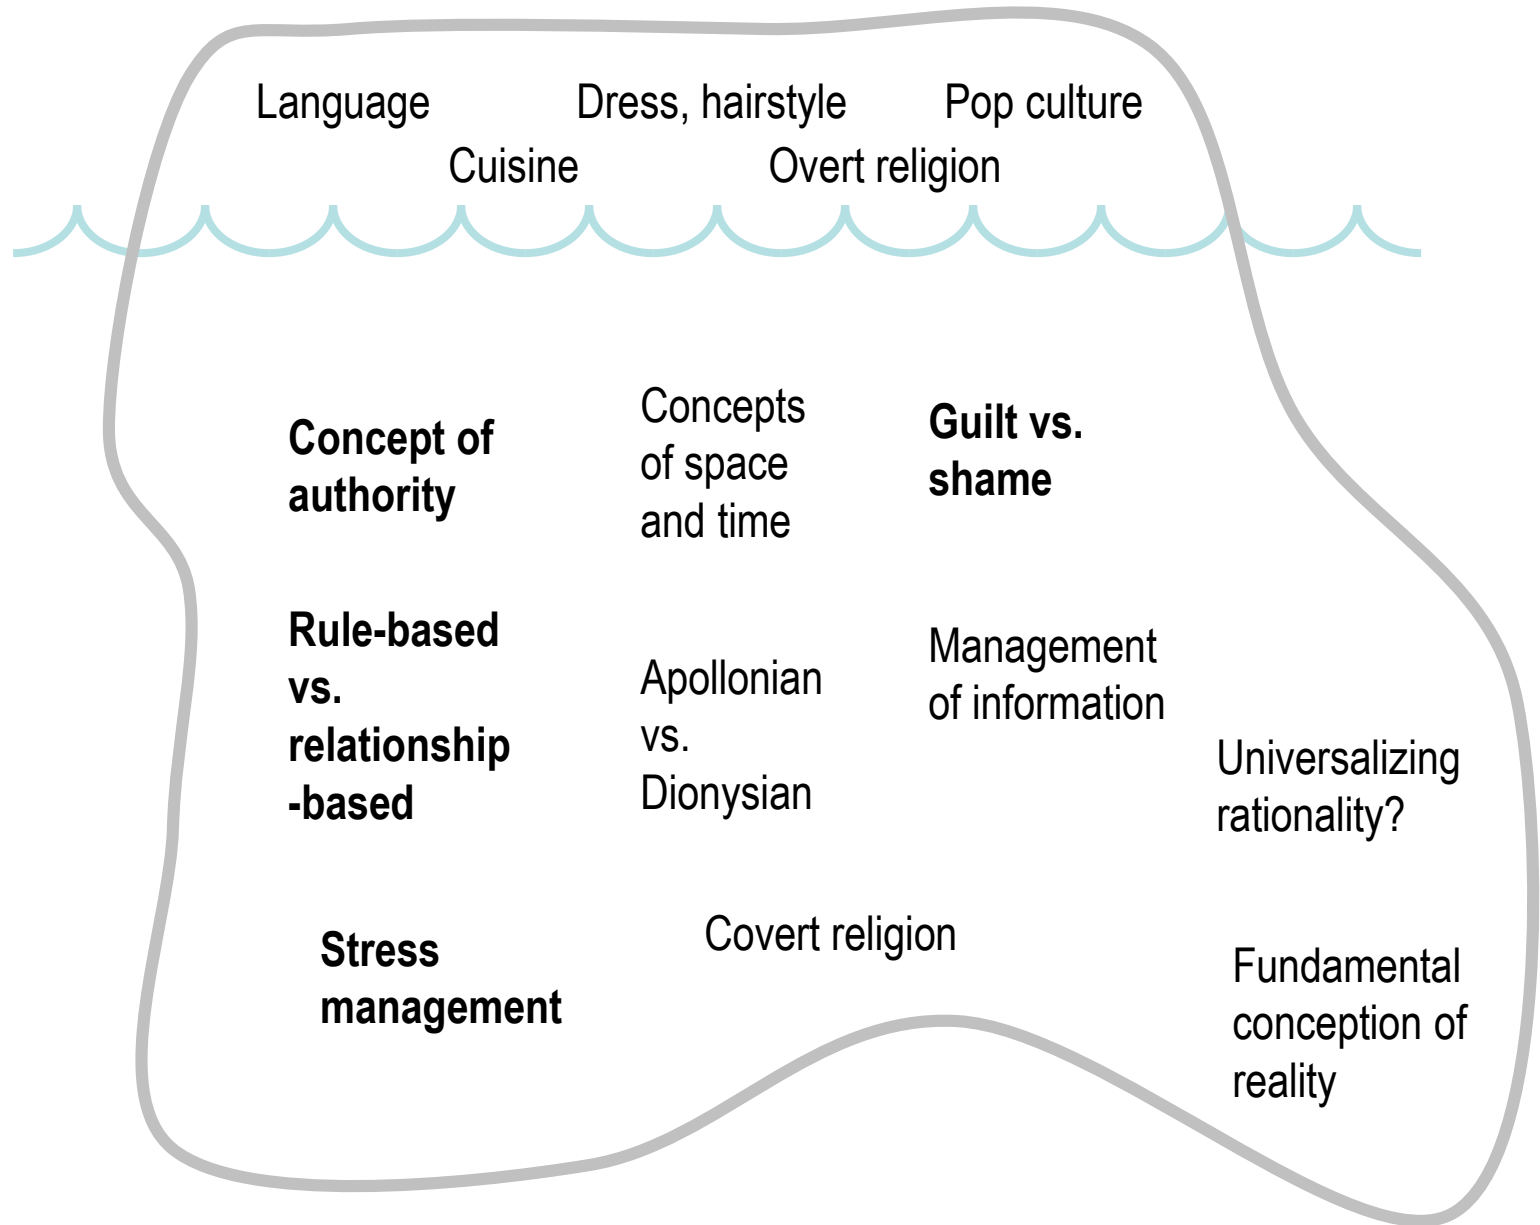 Language Dress, hairstyle Pop culture
Cuisine Overt religion
Concept of
authority
Concepts
of space
and time
Guilt vs.
shame
Rule-based
vs.
relationship
-based
Apollonian
vs.
Dionysian
Management
of information
Universalizing
rationality?
Stress
management
Covert religion
Fundamental
conception of
reality